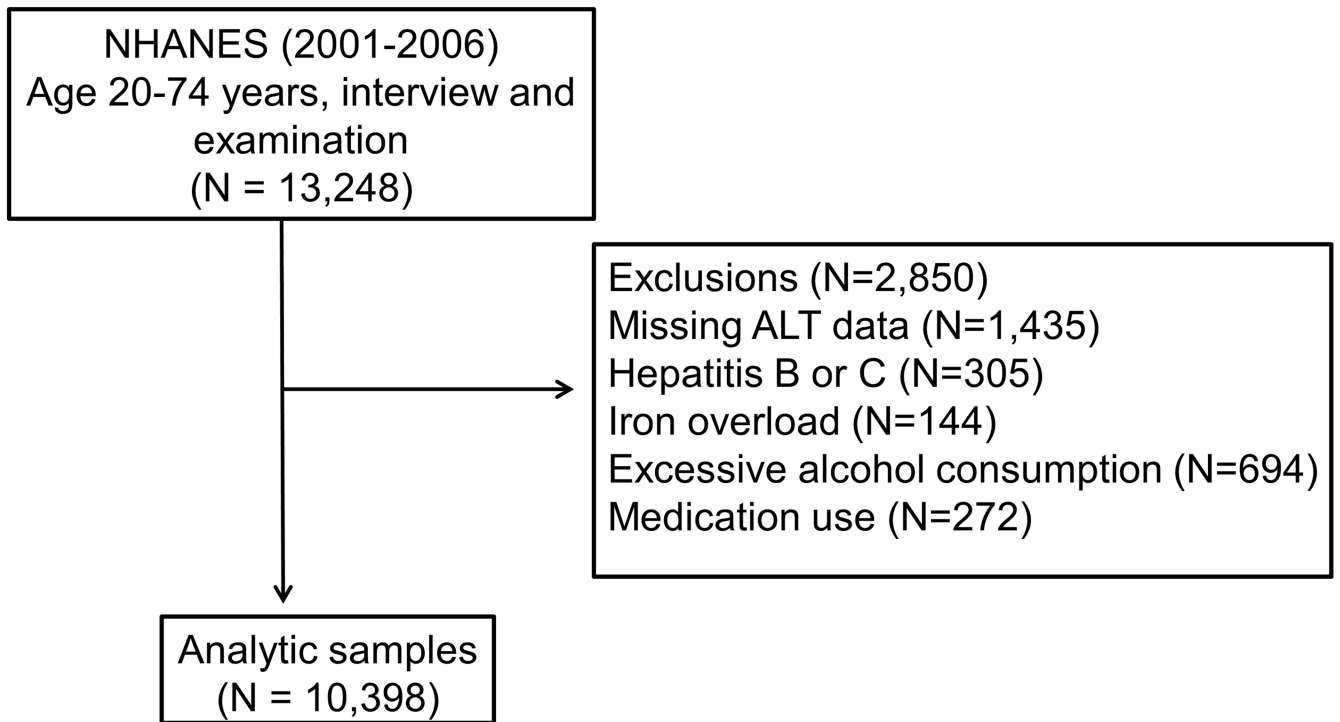 NHANES (2001-2006)
Age 20-74 years, interview and
examination
(N = 13,248)
Exclusions (N=2,850)
Missing ALT data (N=1,435)
Hepatitis B or C (N=305)
Iron overload (N=144)
Excessive alcohol consumption (N=694)
Medication use (N=272)
Analytic samples
(N = 10,398)